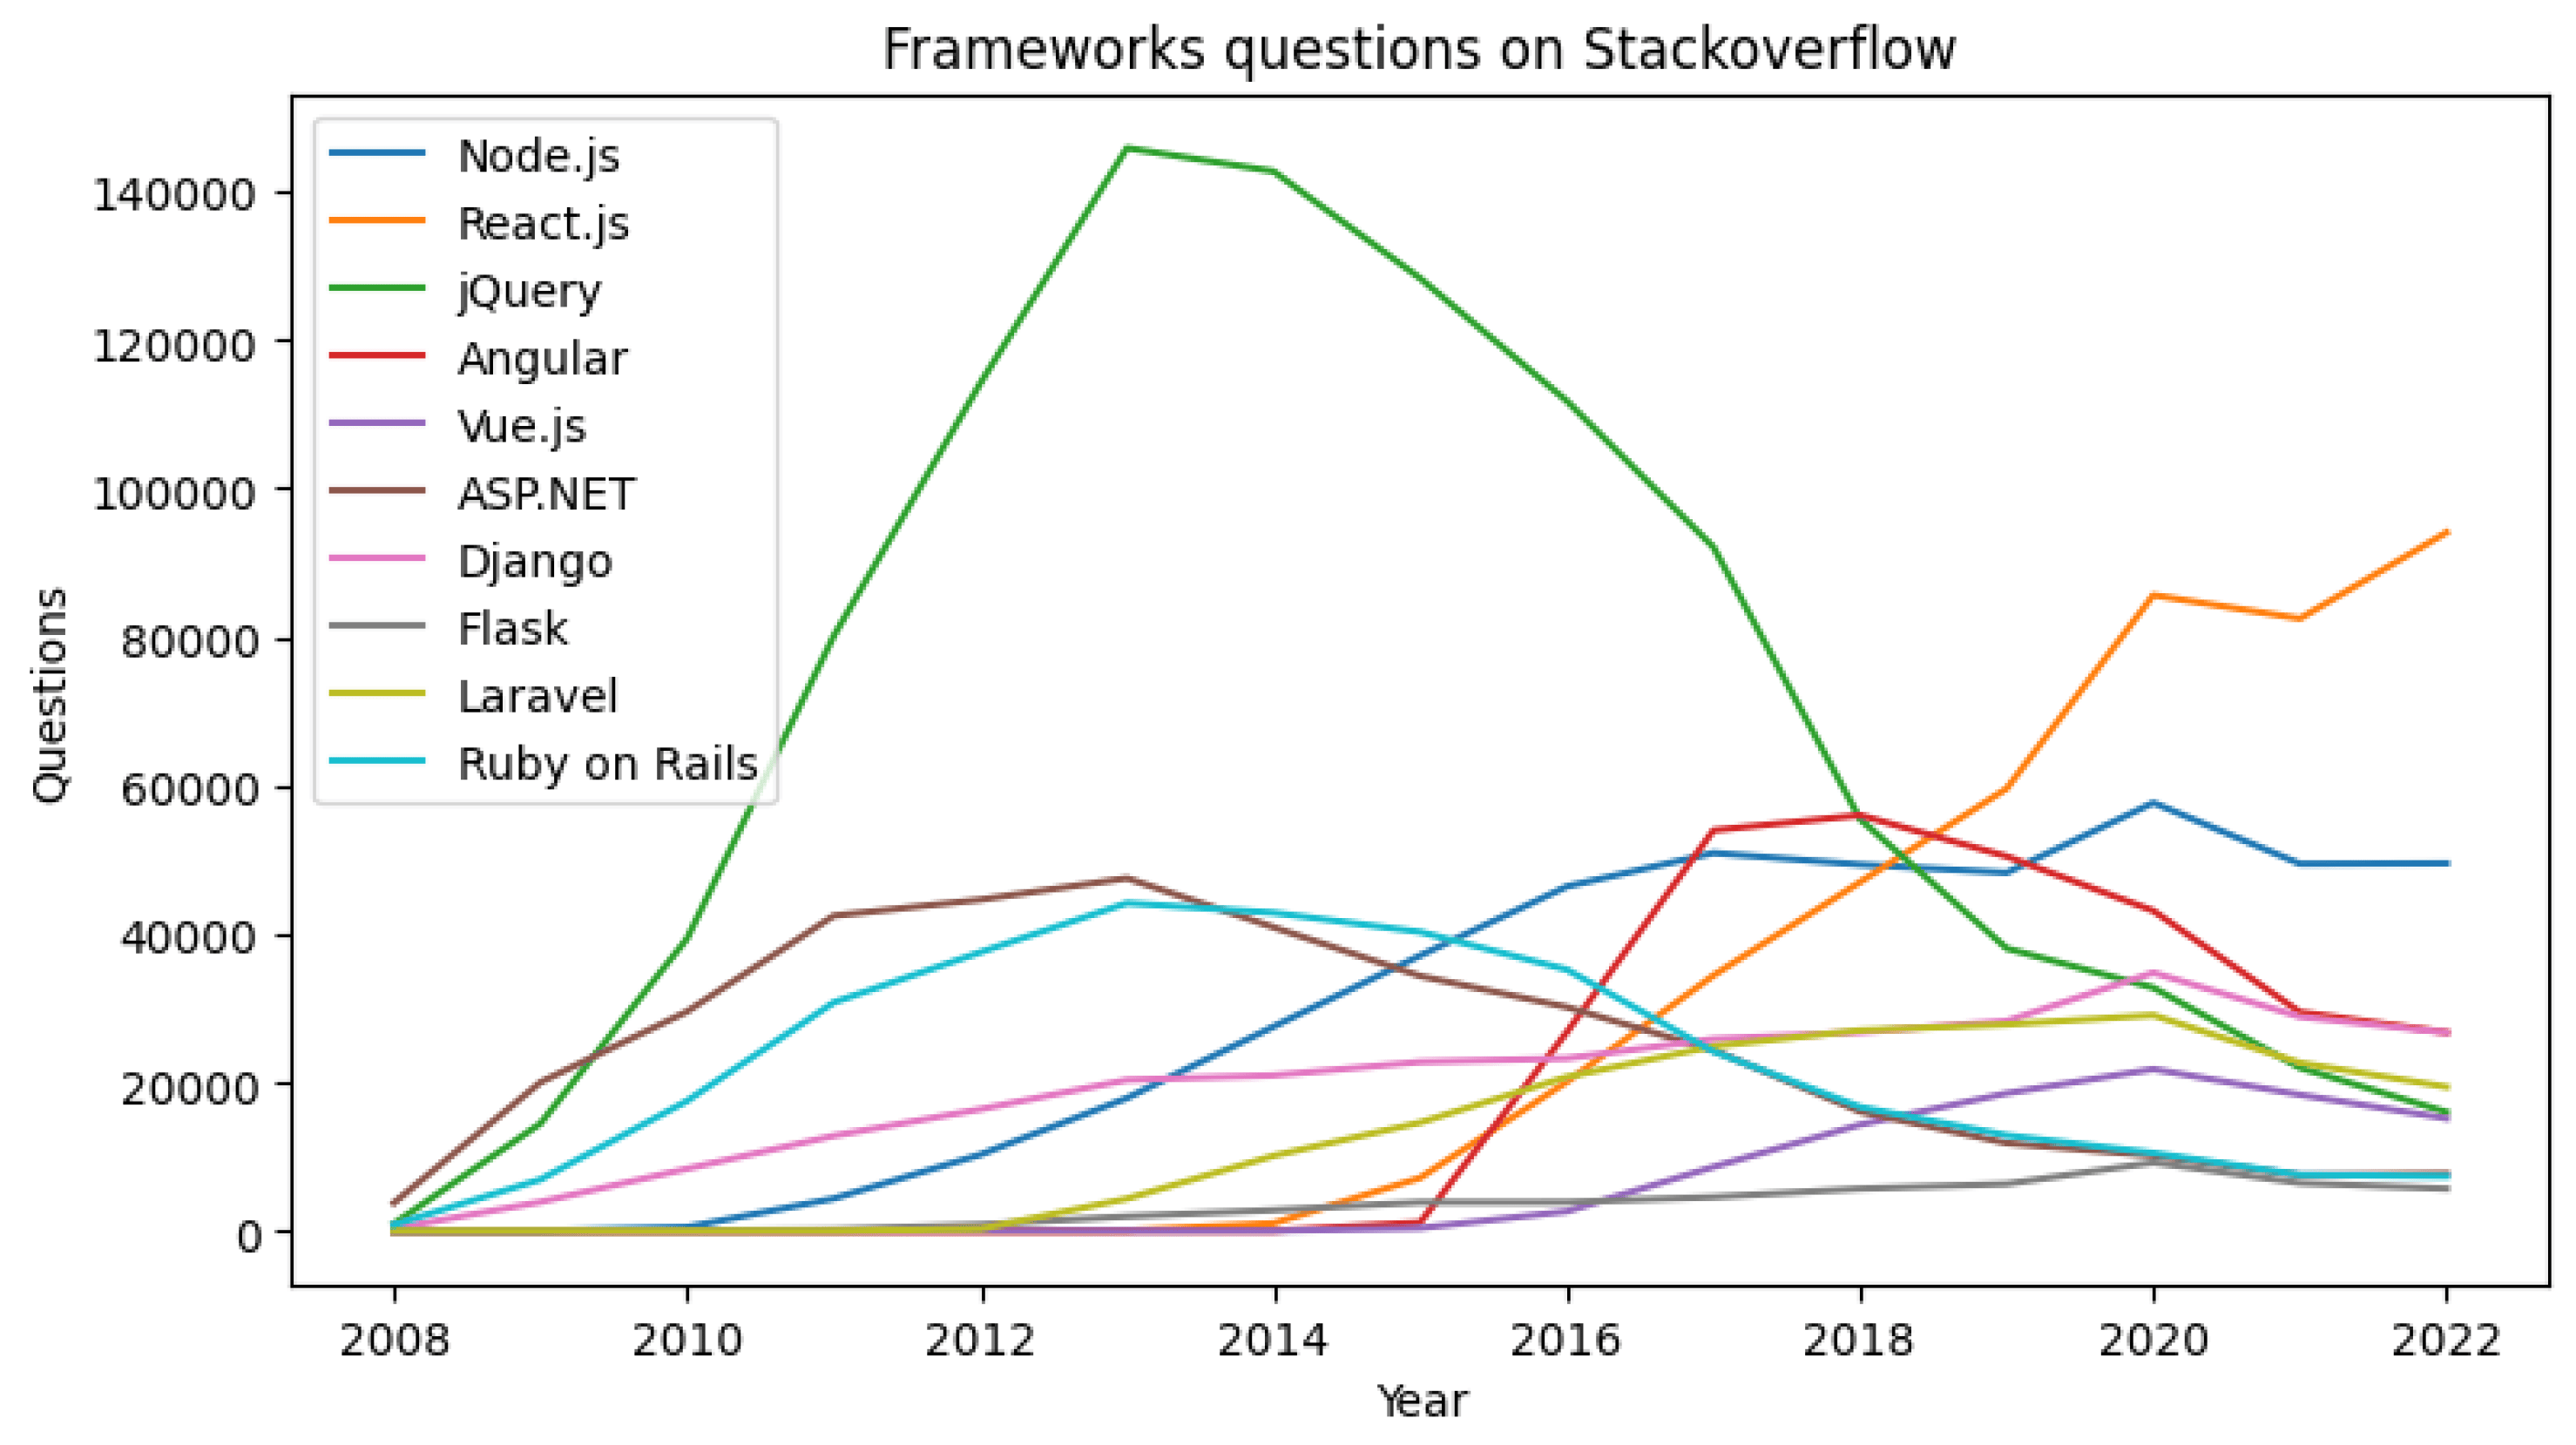 Frameworks questions on Stackoverflow
Node.js
React.js
jQuery
Angular
Vue.js
ASP.NET
Django
Flask
Laravel
Ruby on Rails
140000
120000
100000
80000
60000
40000
20000
0
Questions
2008 2010 2012 2014 2016 2018 2020 2022
Year